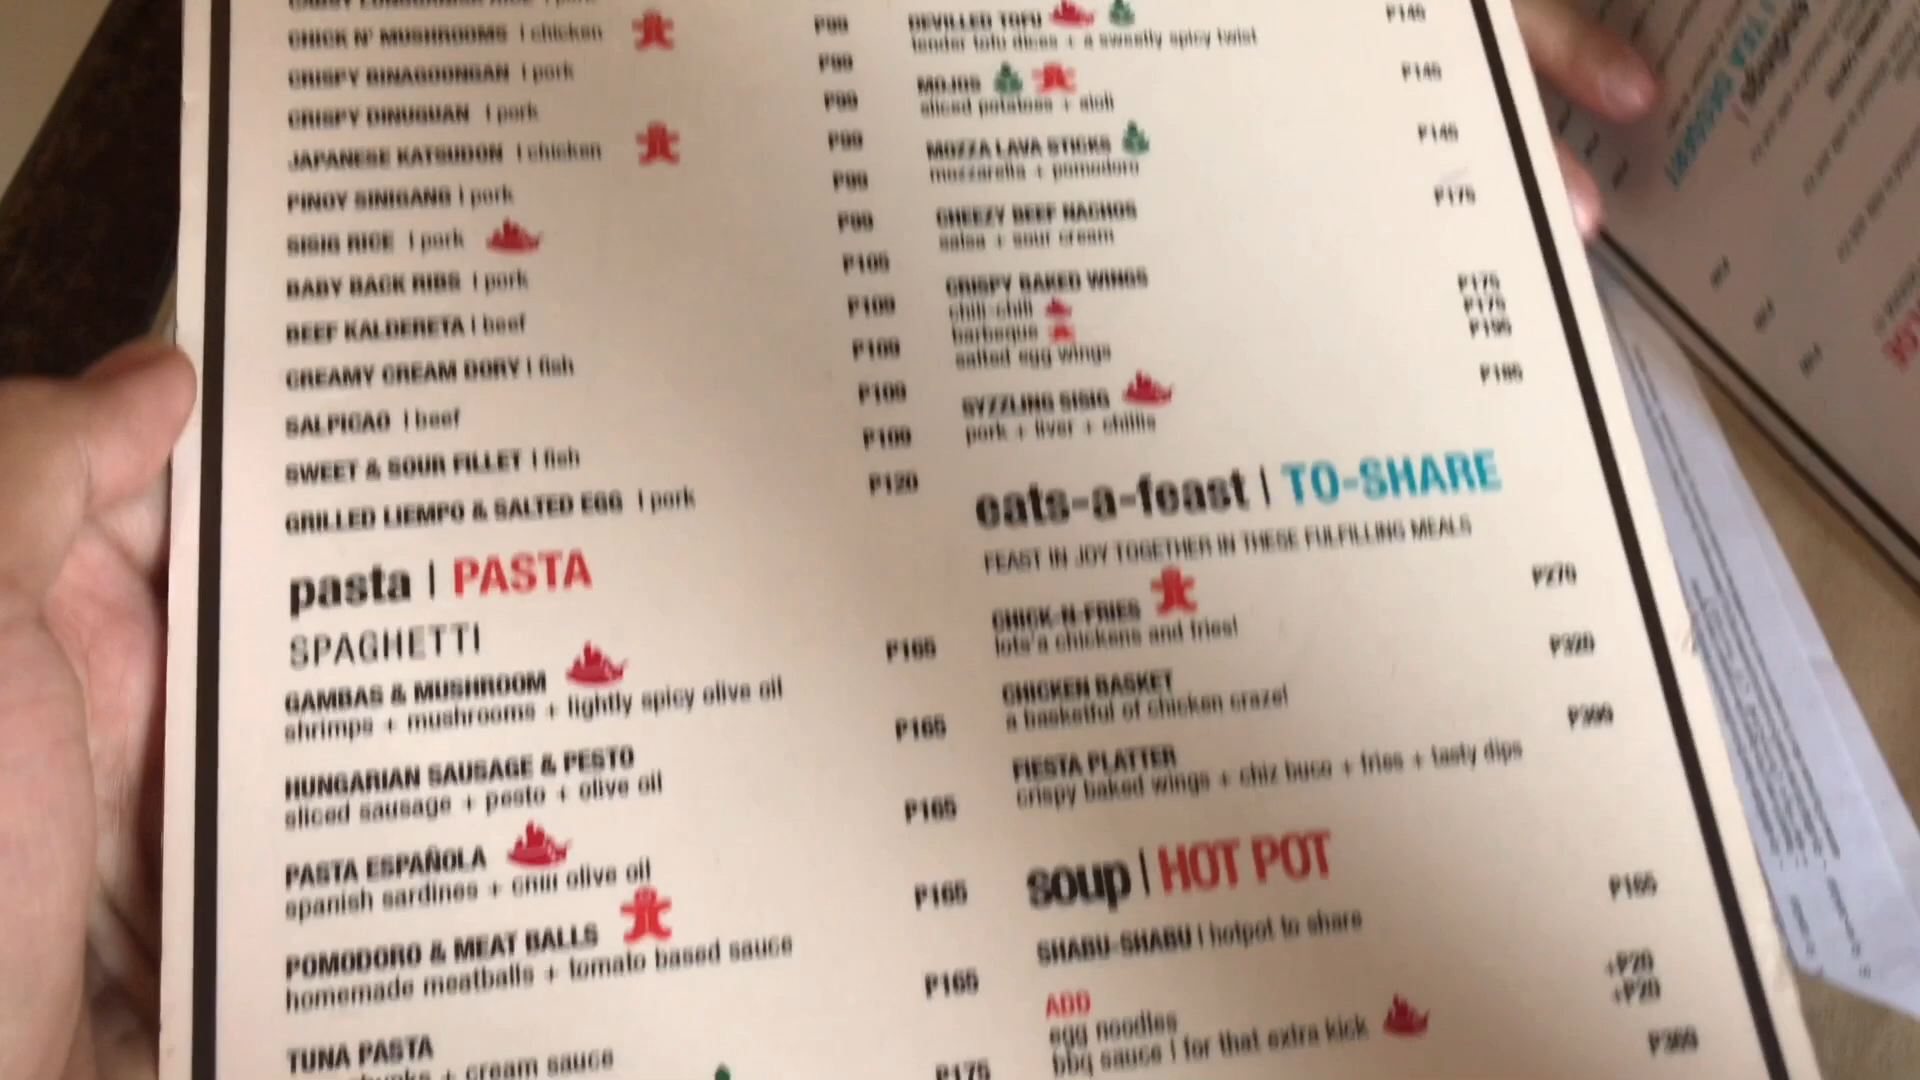 CHICK N' MUSHROOMS | chicken P99
CRISPY BINAGOONGAN | pork P99
CRISPY DINUGUAN | pork P99
JAPANESE KATSUDON | chicken P99
PINOY SINIGANG | pork P99
SISIG RICE | pork P99
BABY BACK RIBS | pork P105
BEEF KALDERETA | beef P109
CREAMY CREAM DORY | fish P109
SALPICAO | beef P109
SWEET & SOUR FILLET | fish P109
GRILLED LIEMPO & SALTED EGG | pork P120
pasta | PASTA
SPAGHETTI
GAMBAS & MUSHROOM P165
shrimps + mushrooms + lightly spicy olive oil
HUNGARIAN SAUSAGE & PESTO P165
sliced sausage + pesto + olive oil
PASTA ESPAÑOLA P165
spanish sardines + chili olive oil
POMODORO & MEAT BALLS P165
homemade meatballs + tomato based sauce
TUNA PASTA P165
+ cream sauce
P175
DEVILLED TOFU P145
tender tofu dices + a sweetly spicy twist
MOJOS P145
sliced potatoes + aioli
MOZZA LAVA STICKS P145
mozzarella + pomodoro
CHEEZY BEEF NACHOS P175
salsa + sour cream
CRISPY BAKED WINGS
chili-chili P175
barbeque P175
salted egg wings P195
SYZZLING SISIG P195
pork + liver + chillis
eats-a-feast | TO-SHARE
FEAST IN JOY TOGETHER IN THESE FULFILLING MEALS
CHICK-N-FRIES P275
lots'a chickens and fries!
CHICKEN BASKET P320
a basketful of chicken craze!
FIESTA PLATTER P399
crispy baked wings + chiz buco + fries + tasty dips
soup | HOT POT
SHABU-SHABU | hotpot to share P165
ADD
egg noodles +P20
bbq sauce | for that extra kick +P20